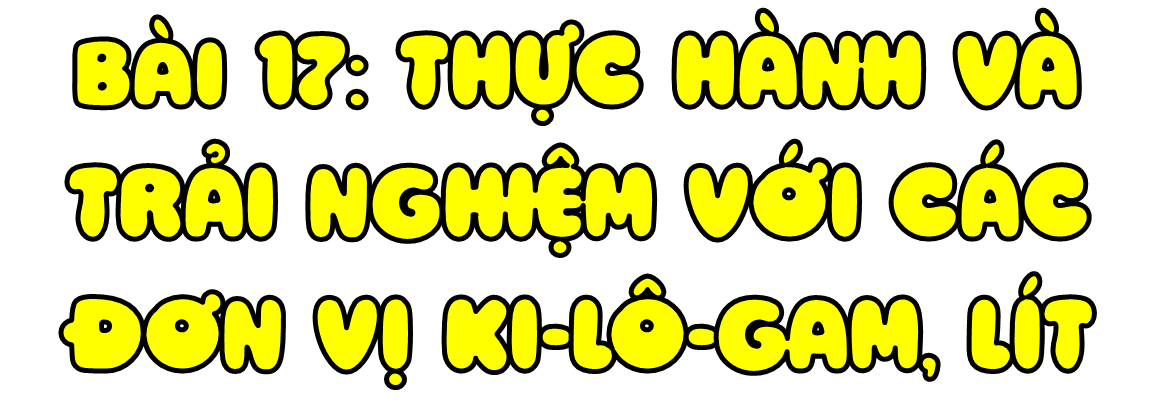 BÀI 17: THỰC HÀNH VÀ
TRẢI NGHIỆM VỚI CÁC
ĐƠN VỊ KI-LÔ-GAM, LÍT